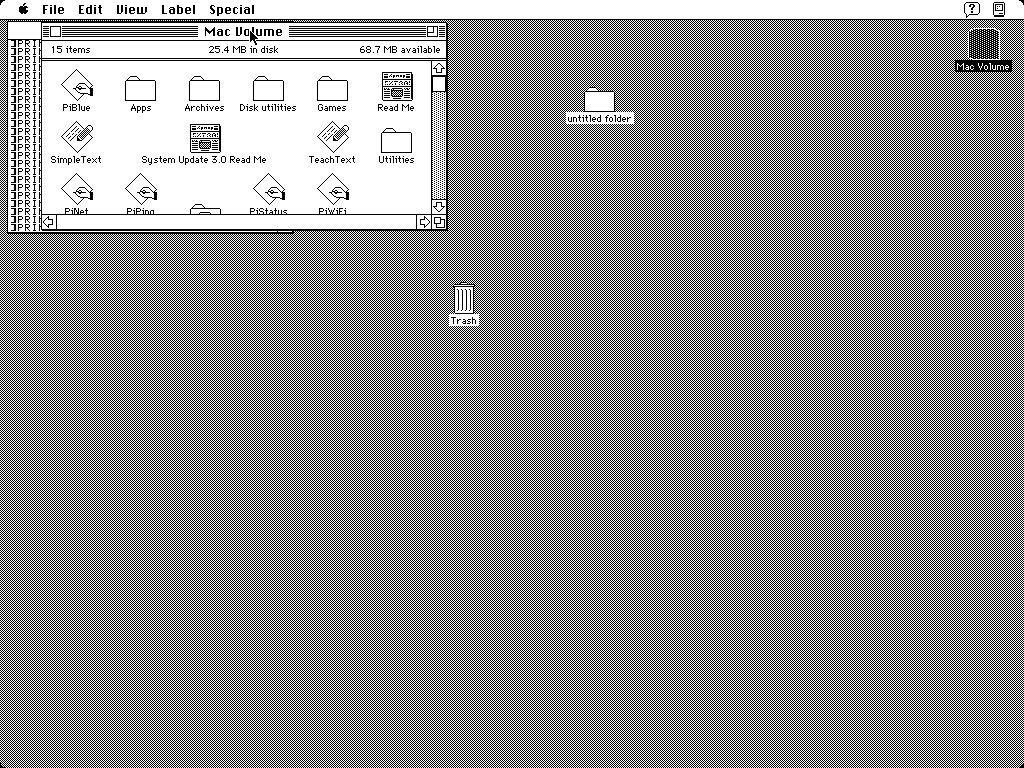 File Edit View Label Special
Mac Volume
15 items 25.4 MB in disk 68.7 MB available
PiBlue Apps Archives Disk utilities Games Read Me
SimpleText System Update 3.0 Read Me TeachText Utilities
PiNet PiPing PiStatus PiWiFi
Mac Volume
untitled folder
Trash